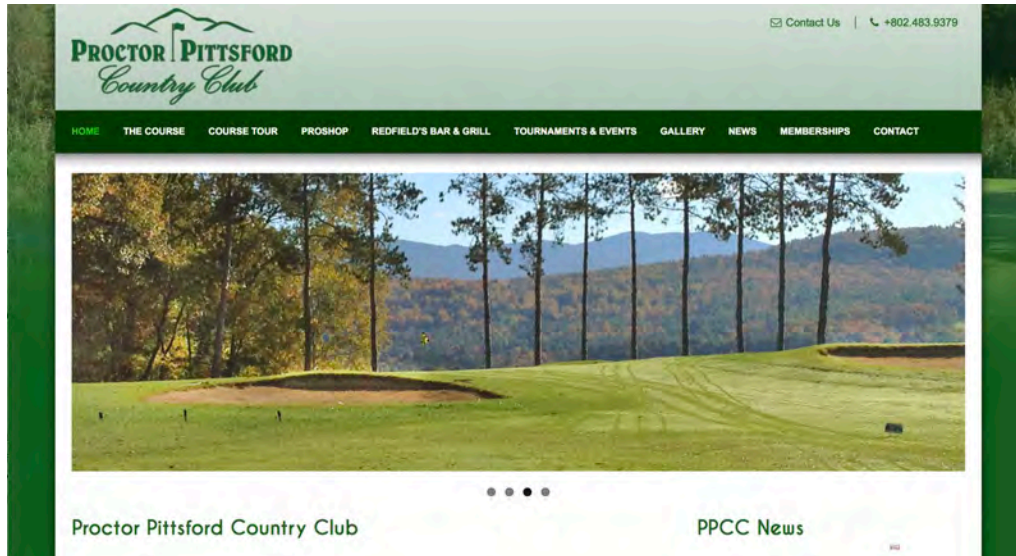 PROCTOR PITTSFORD
Country Club
Contact Us | +802.483.9379
HOME THE COURSE COURSE TOUR PROSHOP REDFIELD'S BAR & GRILL TOURNAMENTS & EVENTS GALLERY NEWS MEMBERSHIPS CONTACT
Proctor Pittsford Country Club
PPCC News